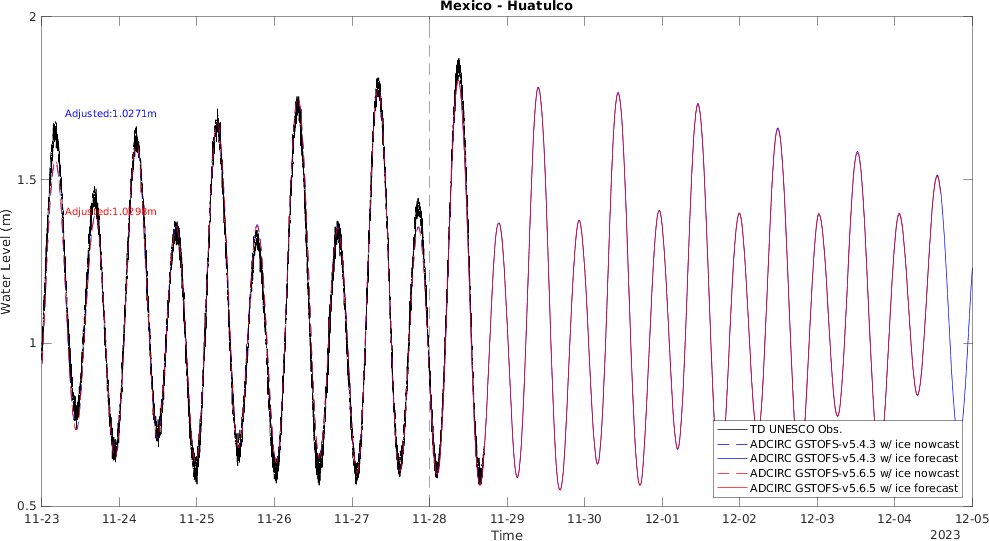 Mexico - Huatulco
2
1.5
1
0.5
Water Level (m)
Adjusted:1.0271m
Adjusted:1.0298m
TD UNESCO Obs.
ADCIRC GSTOFS-v5.4.3 w/ ice nowcast
ADCIRC GSTOFS-v5.4.3 w/ ice forecast
ADCIRC GSTOFS-v5.6.5 w/ ice nowcast
ADCIRC GSTOFS-v5.6.5 w/ ice forecast
11-23 11-24 11-25 11-26 11-27 11-28 11-29 11-30 12-01 12-02 12-03 12-04 12-05
Time
2023